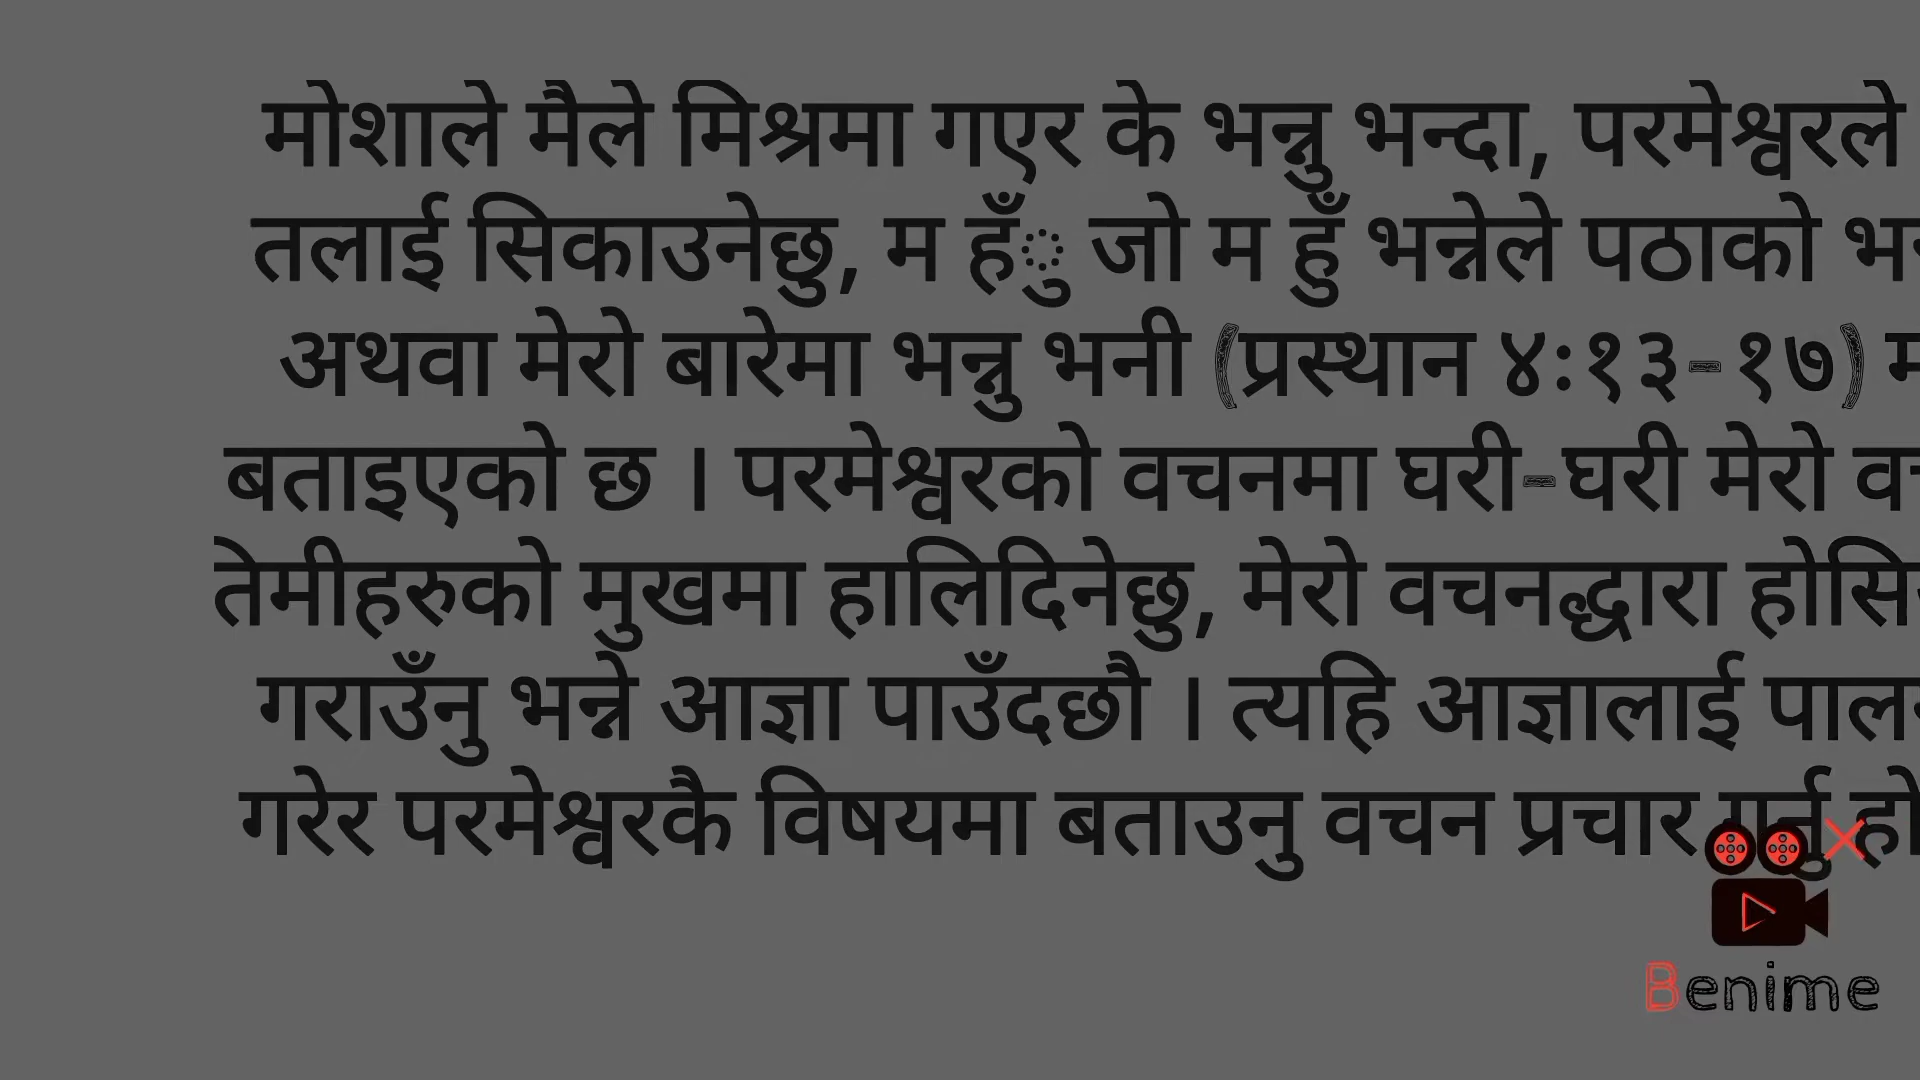 मोशाले मैले मिश्रमा गएर के भन्नु भन्दा, परमेश्वरले
तलाई सिकाउनेछु, म हँु जो म हुँ भन्नेले पठाको
अथवा मेरो बारेमा भन्नु भनी (प्रस्थान ४:१३-१७)
बताइएको छ । परमेश्वरको वचनमा घरी-घरी मेरो
तेमीहरुको मुखमा हालिदिनेछु, मेरो वचनद्धारा
गराउँनु भन्ने आज्ञा पाउँदछौ । त्यहि आज्ञालाई
गरेर परमेश्वरकै विषयमा बताउनु वचन प्रचार गर्नु
Benime